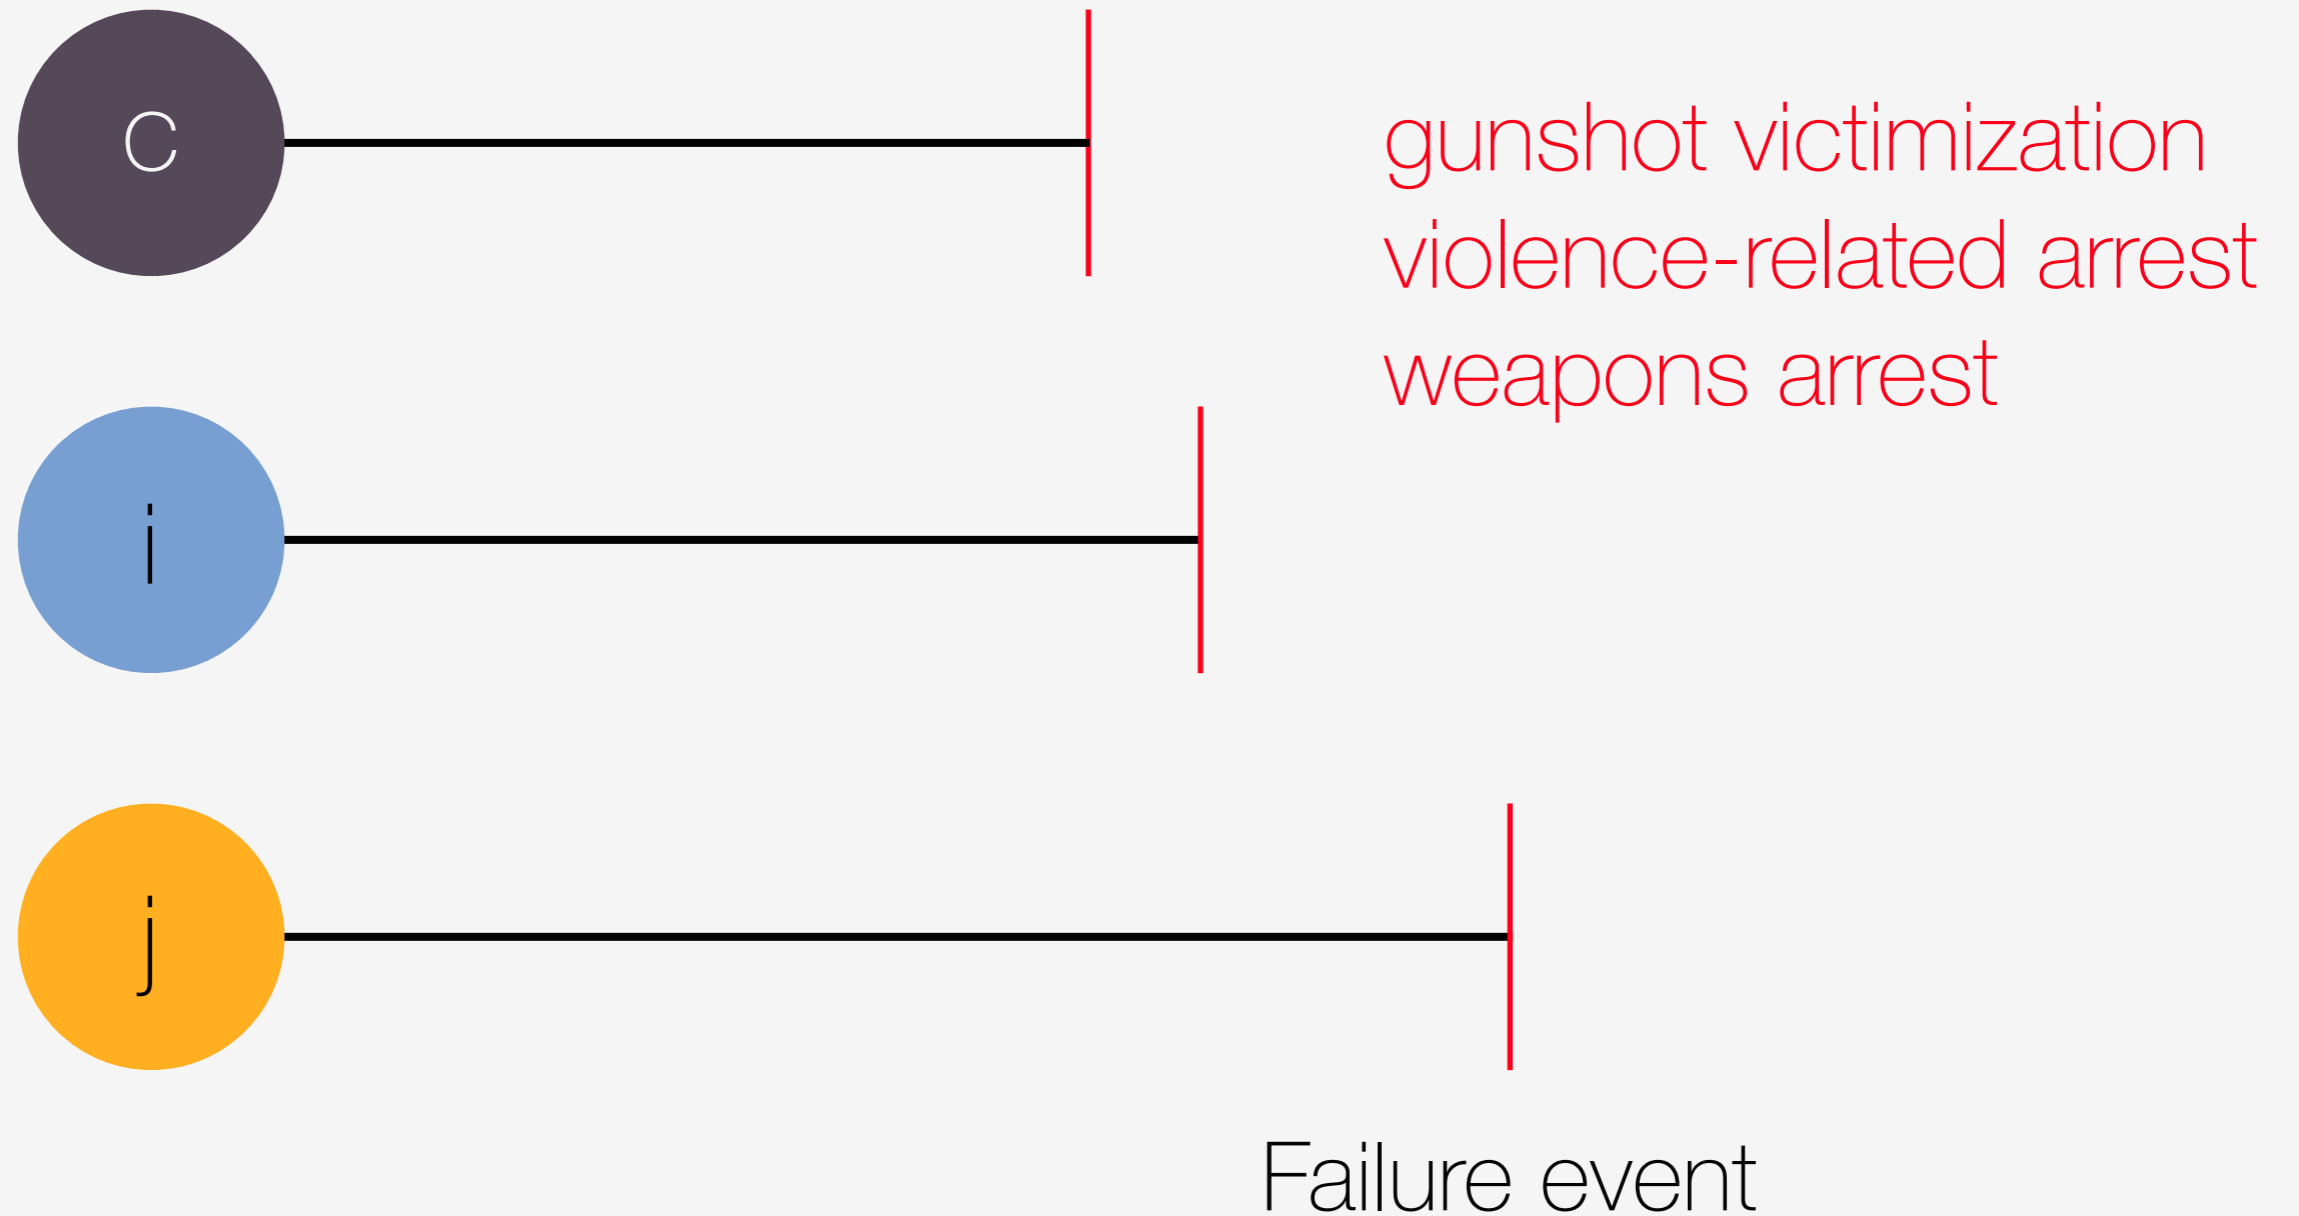 C
gunshot victimization
violence-related arrest
weapons arrest
i
j
Failure event